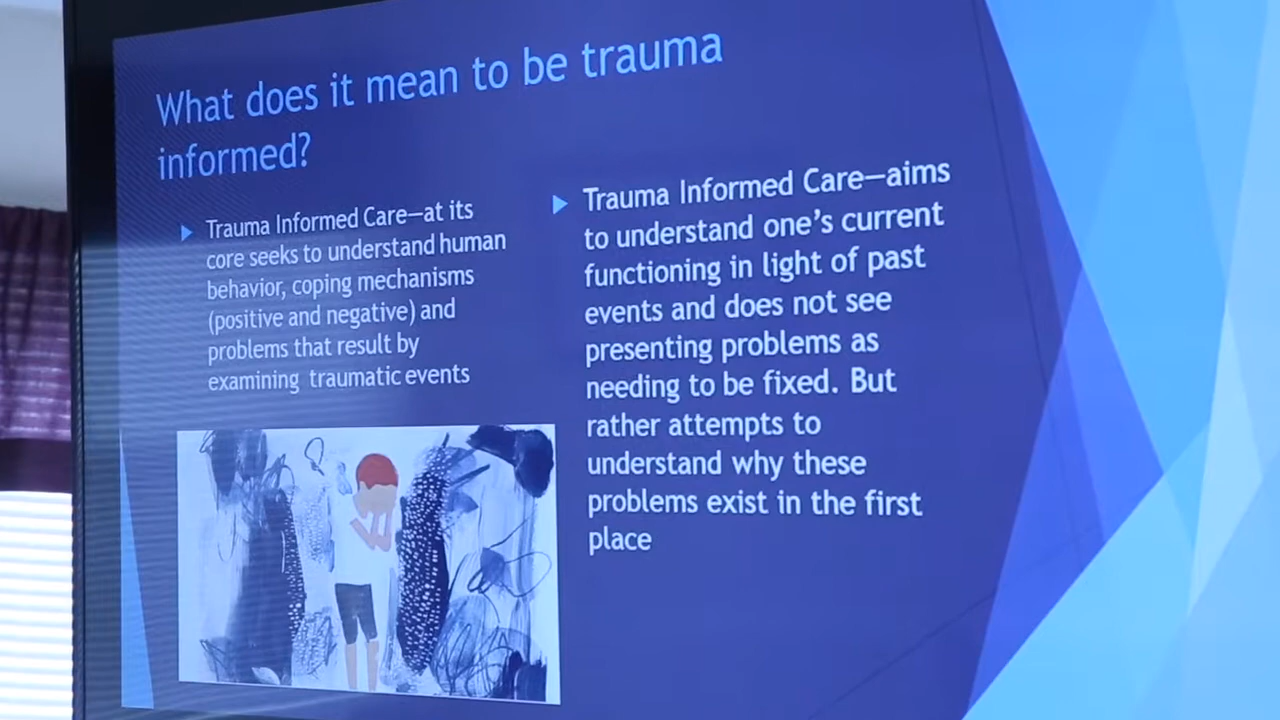 What does it mean to be trauma
informed?
Trauma Informed Care—at its
core seeks to understand human
behavior, coping mechanisms
(positive and negative) and
problems that result by
examining traumatic events
Trauma Informed Care—aims
to understand one's current
functioning in light of past
events and does not see
presenting problems as
needing to be fixed. But
rather attempts to
understand why these
problems exist in the first
place